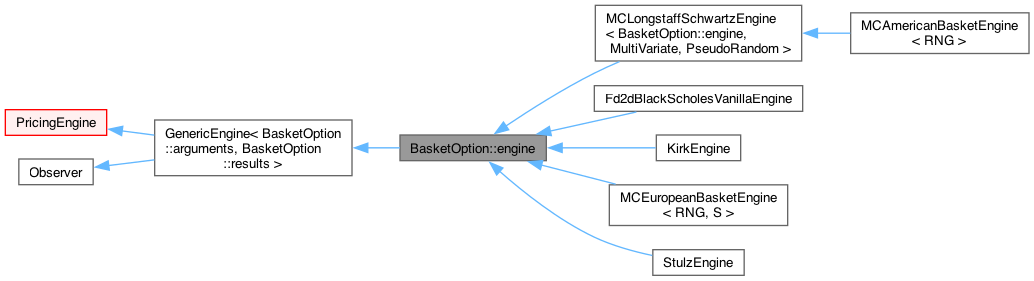 PricingEngine
Observer
GenericEngine< BasketOption
::arguments, BasketOption
::results >
BasketOption::engine
MCLongstaffSchwartzEngine
< BasketOption::engine,
MultiVariate, PseudoRandom >
Fd2dBlackScholesVanillaEngine
KirkEngine
MCEuropeanBasketEngine
< RNG, S >
StulzEngine
MCAmericanBasketEngine
< RNG >